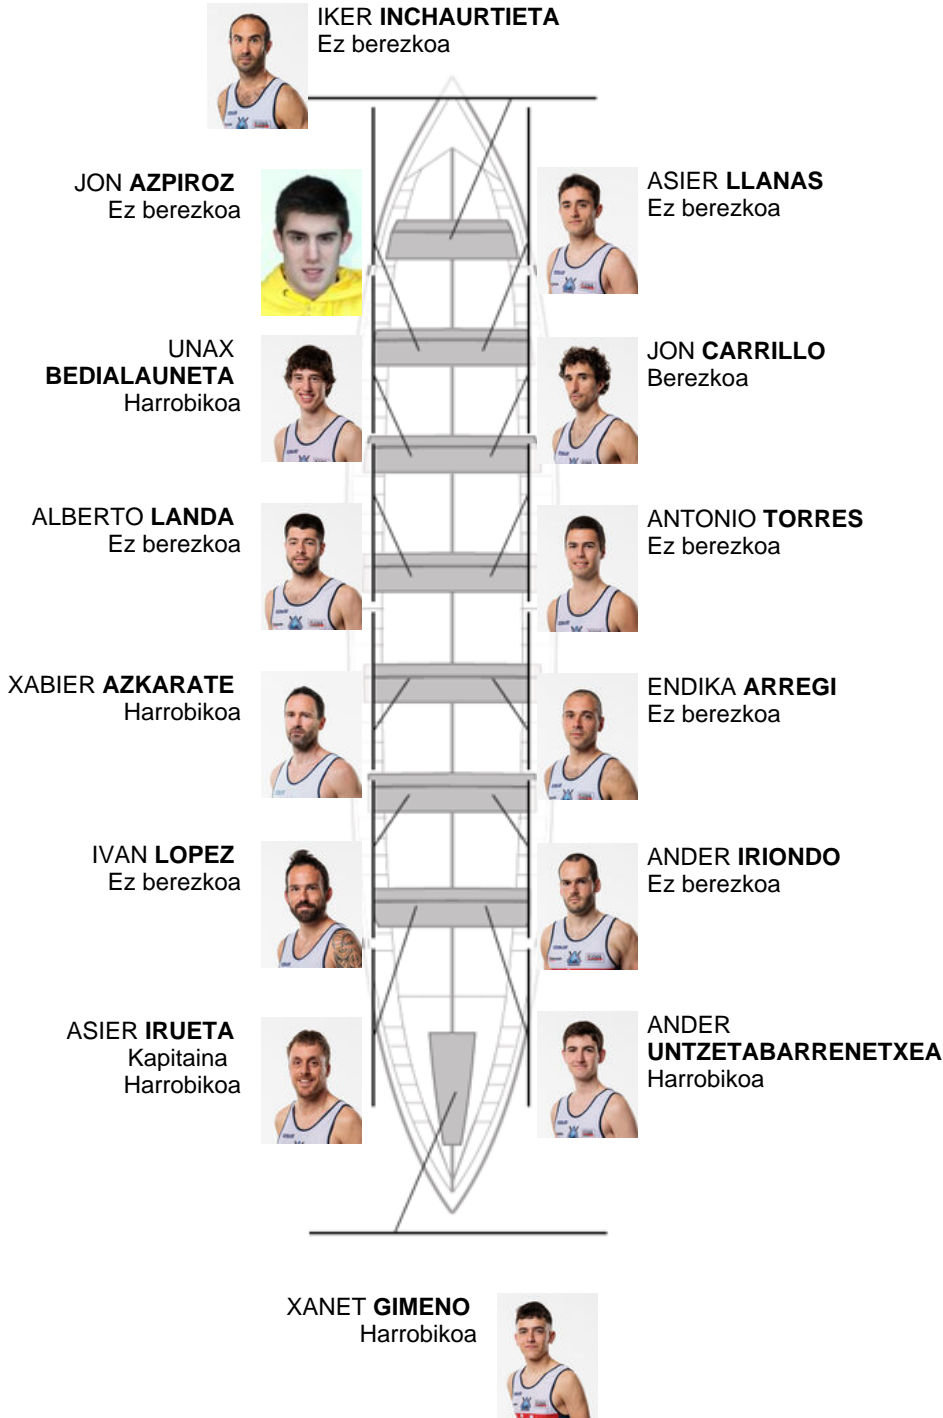 IKER INCHAURTIETA
Ez berezkoa
JON AZPIROZ
Ez berezkoa
ASIER LLANAS
Ez berezkoa
UNAX
BEDIALAUNETA
Harrobikoa
JON CARRILLO
Berezkoa
ALBERTO LANDA
Ez berezkoa
ANTONIO TORRES
Ez berezkoa
XABIER AZKARATE
Harrobikoa
ENDIKA ARREGI
Ez berezkoa
IVAN LOPEZ
Ez berezkoa
ANDER IRIONDO
Ez berezkoa
ASIER IRUETA
Kapitaina
Harrobikoa
ANDER
UNTZETABARRENETXEA
Harrobikoa
XANET GIMENO
Harrobikoa